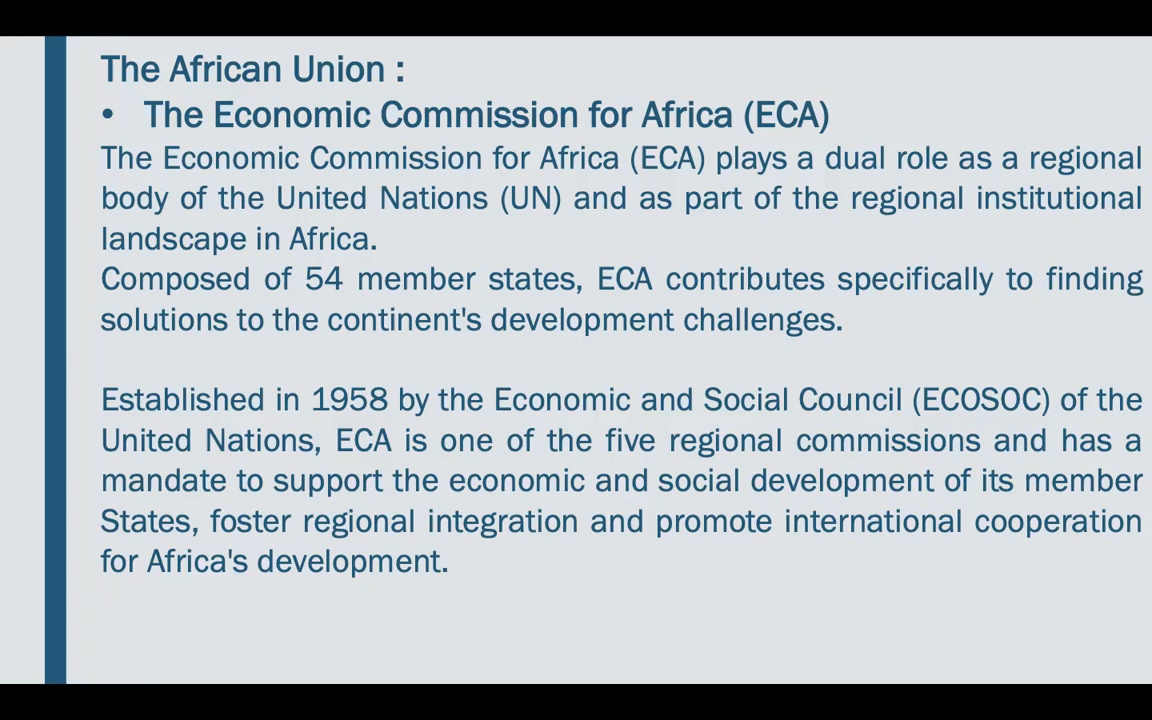 The African Union :
• The Economic Commission for Africa (ECA)
The Economic Commission for Africa (ECA) plays a dual role as a regional
body of the United Nations (UN) and as part of the regional institutional
landscape in Africa.
Composed of 54 member states, ECA contributes specifically to finding
solutions to the continent's development challenges.
Established in 1958 by the Economic and Social Council (ECOSOC) of the
United Nations, ECA is one of the five regional commissions and has a
mandate to support the economic and social development of its member
States, foster regional integration and promote international cooperation
for Africa's development.